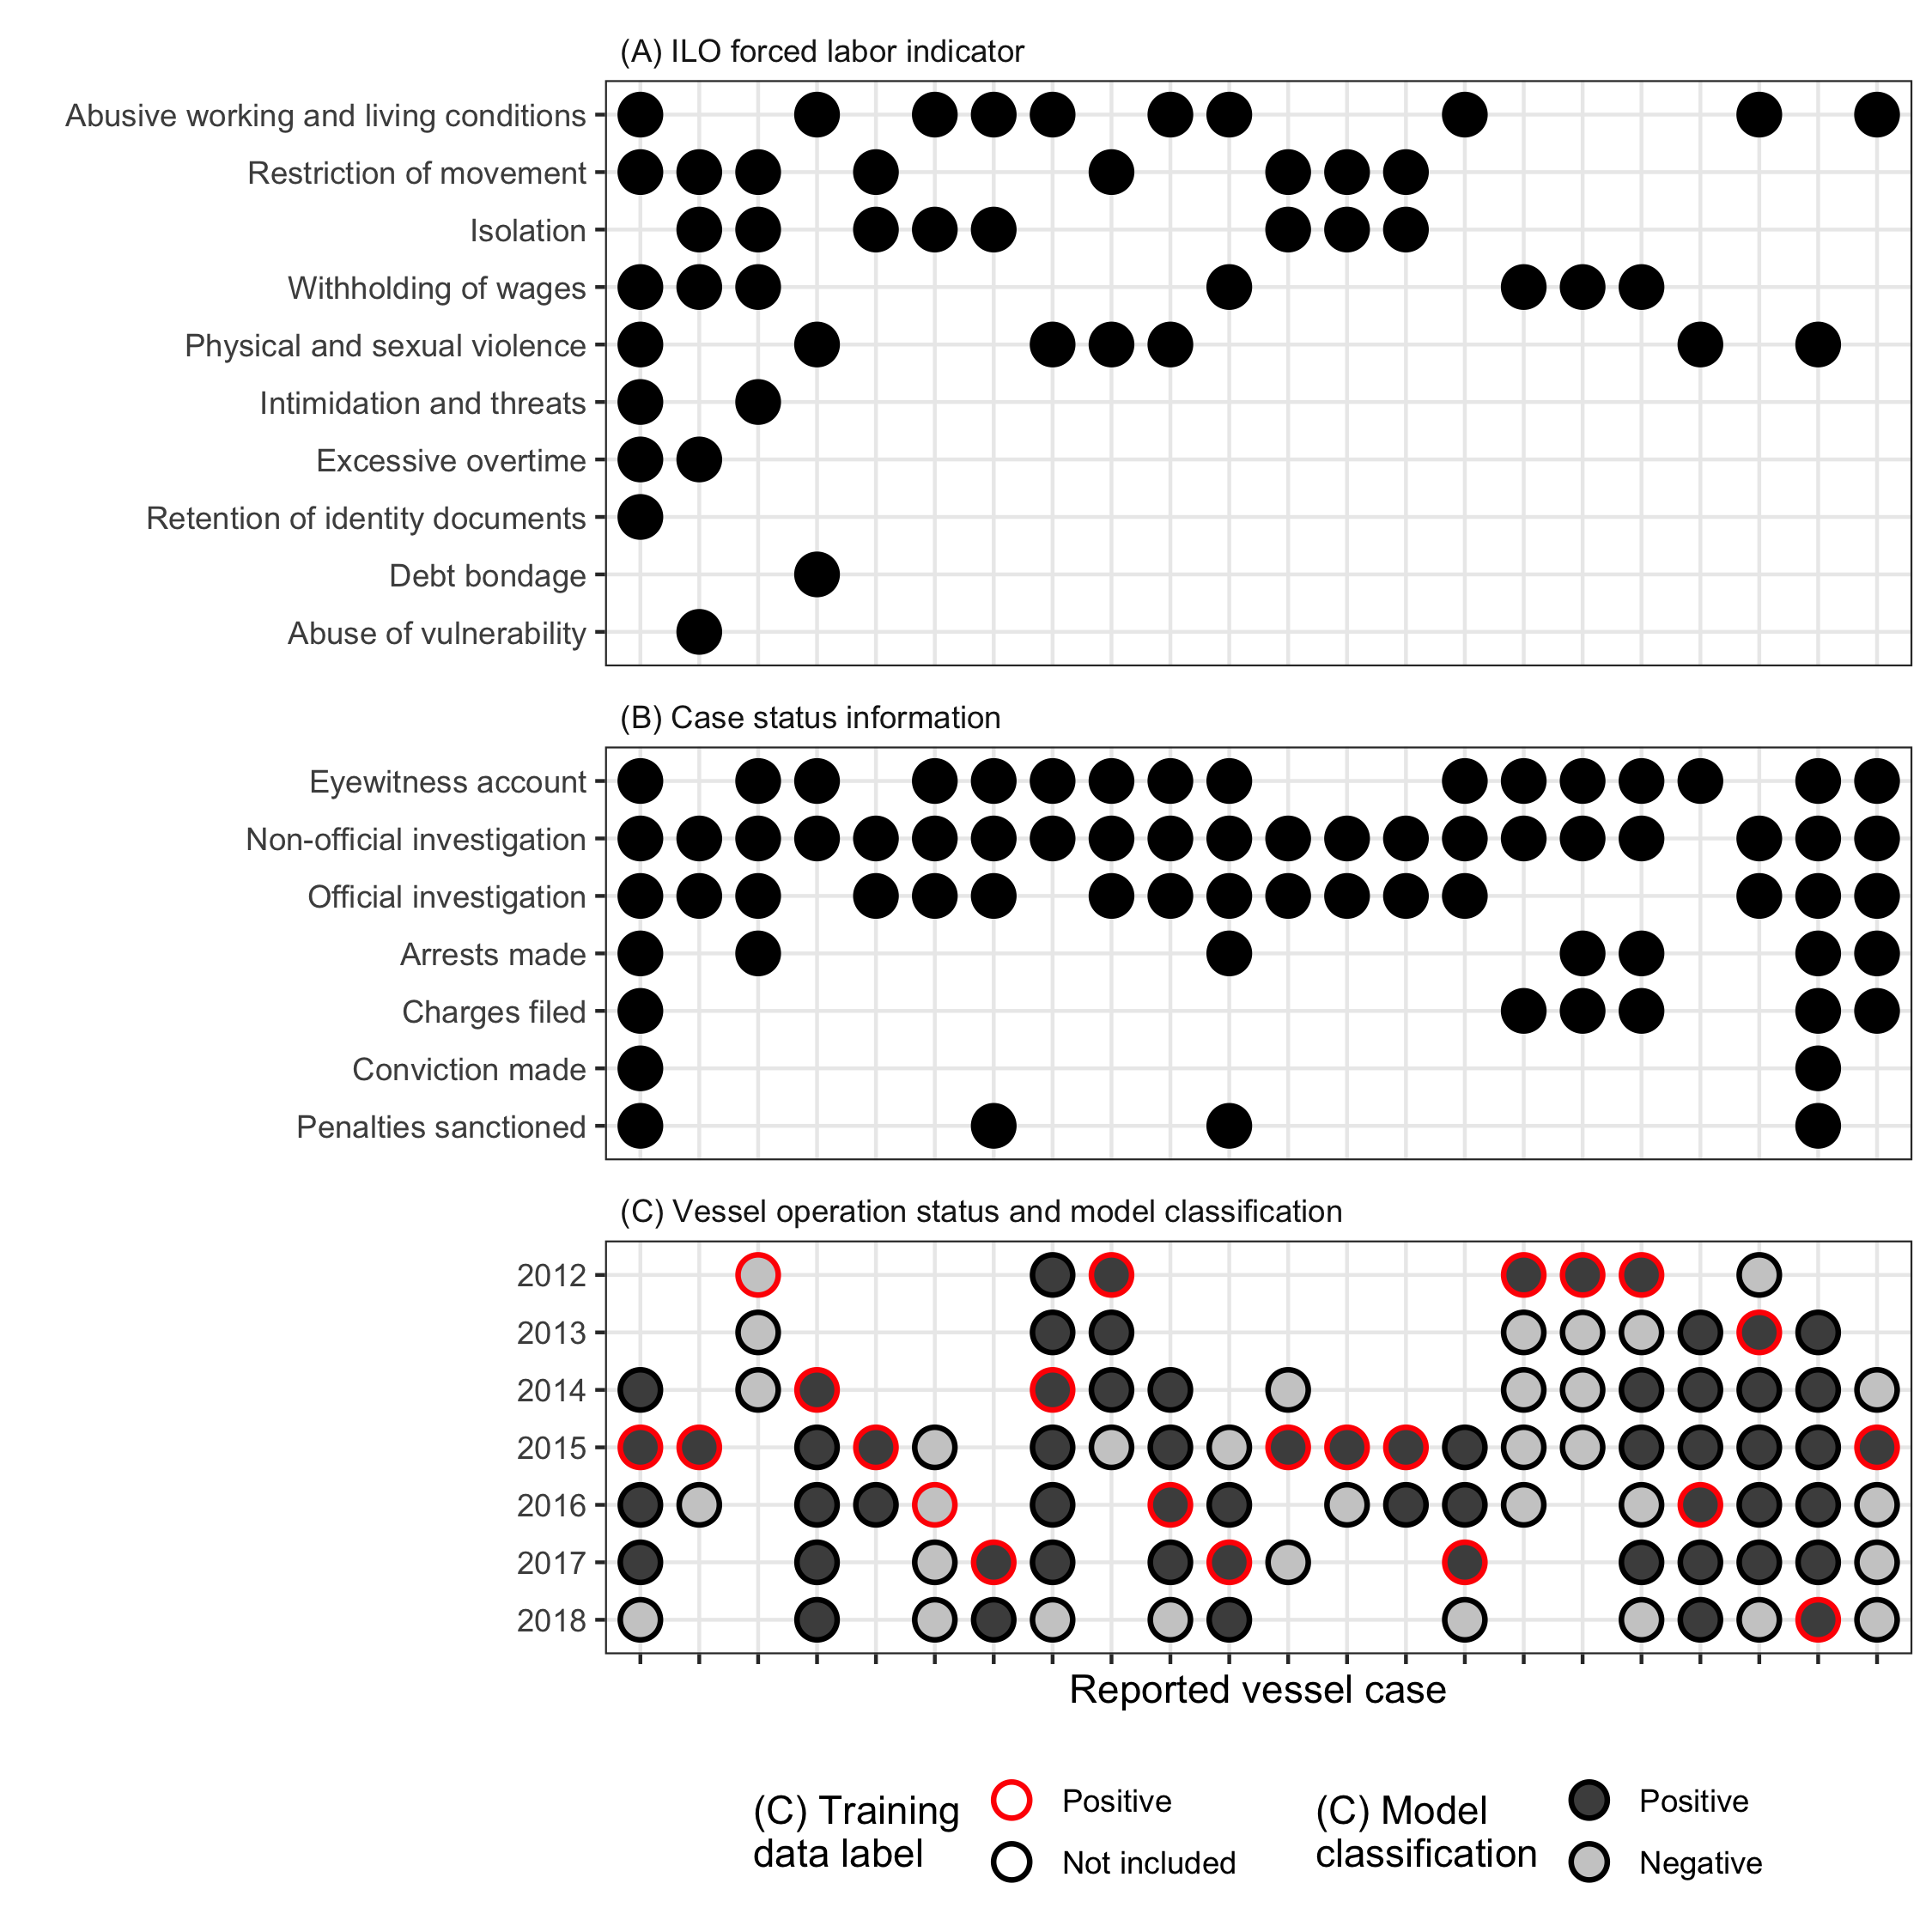 (A) ILO forced labor indicator
Abusive working and living conditions
Restriction of movement
Isolation
Withholding of wages
Physical and sexual violence
Intimidation and threats
Excessive overtime
Retention of identity documents
Debt bondage
Abuse of vulnerability
(B) Case status information
Eyewitness account
Non-official investigation
Official investigation
Arrests made
Charges filed
Conviction made
Penalties sanctioned
(C) Vessel operation status and model classification
2012
2013
2014
2015
2016
2017
2018
Reported vessel case
(C) Training
data label
Positive
Not included
(C) Model
classification
Positive
Negative